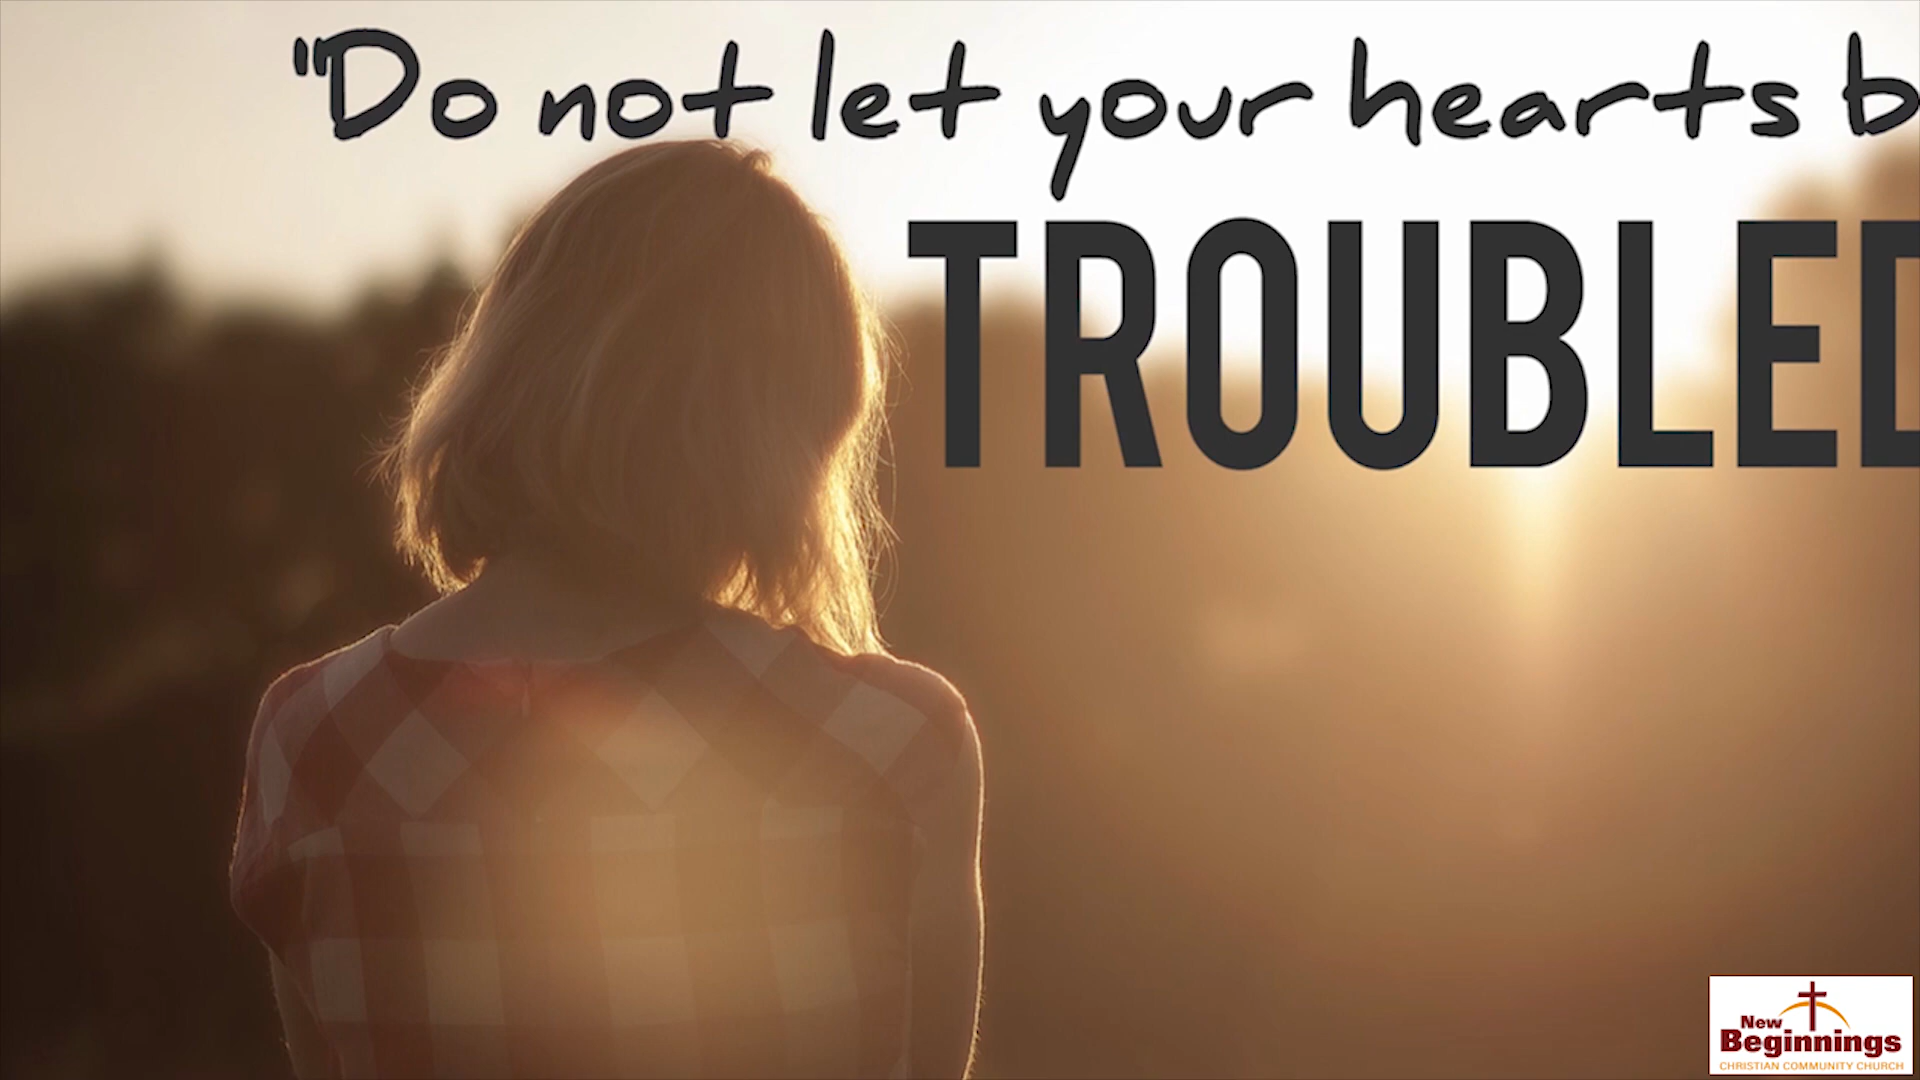 "Do not let your hearts b
TROUBLED
New
Beginnings
CHRISTIAN COMMUNITY CHURCH